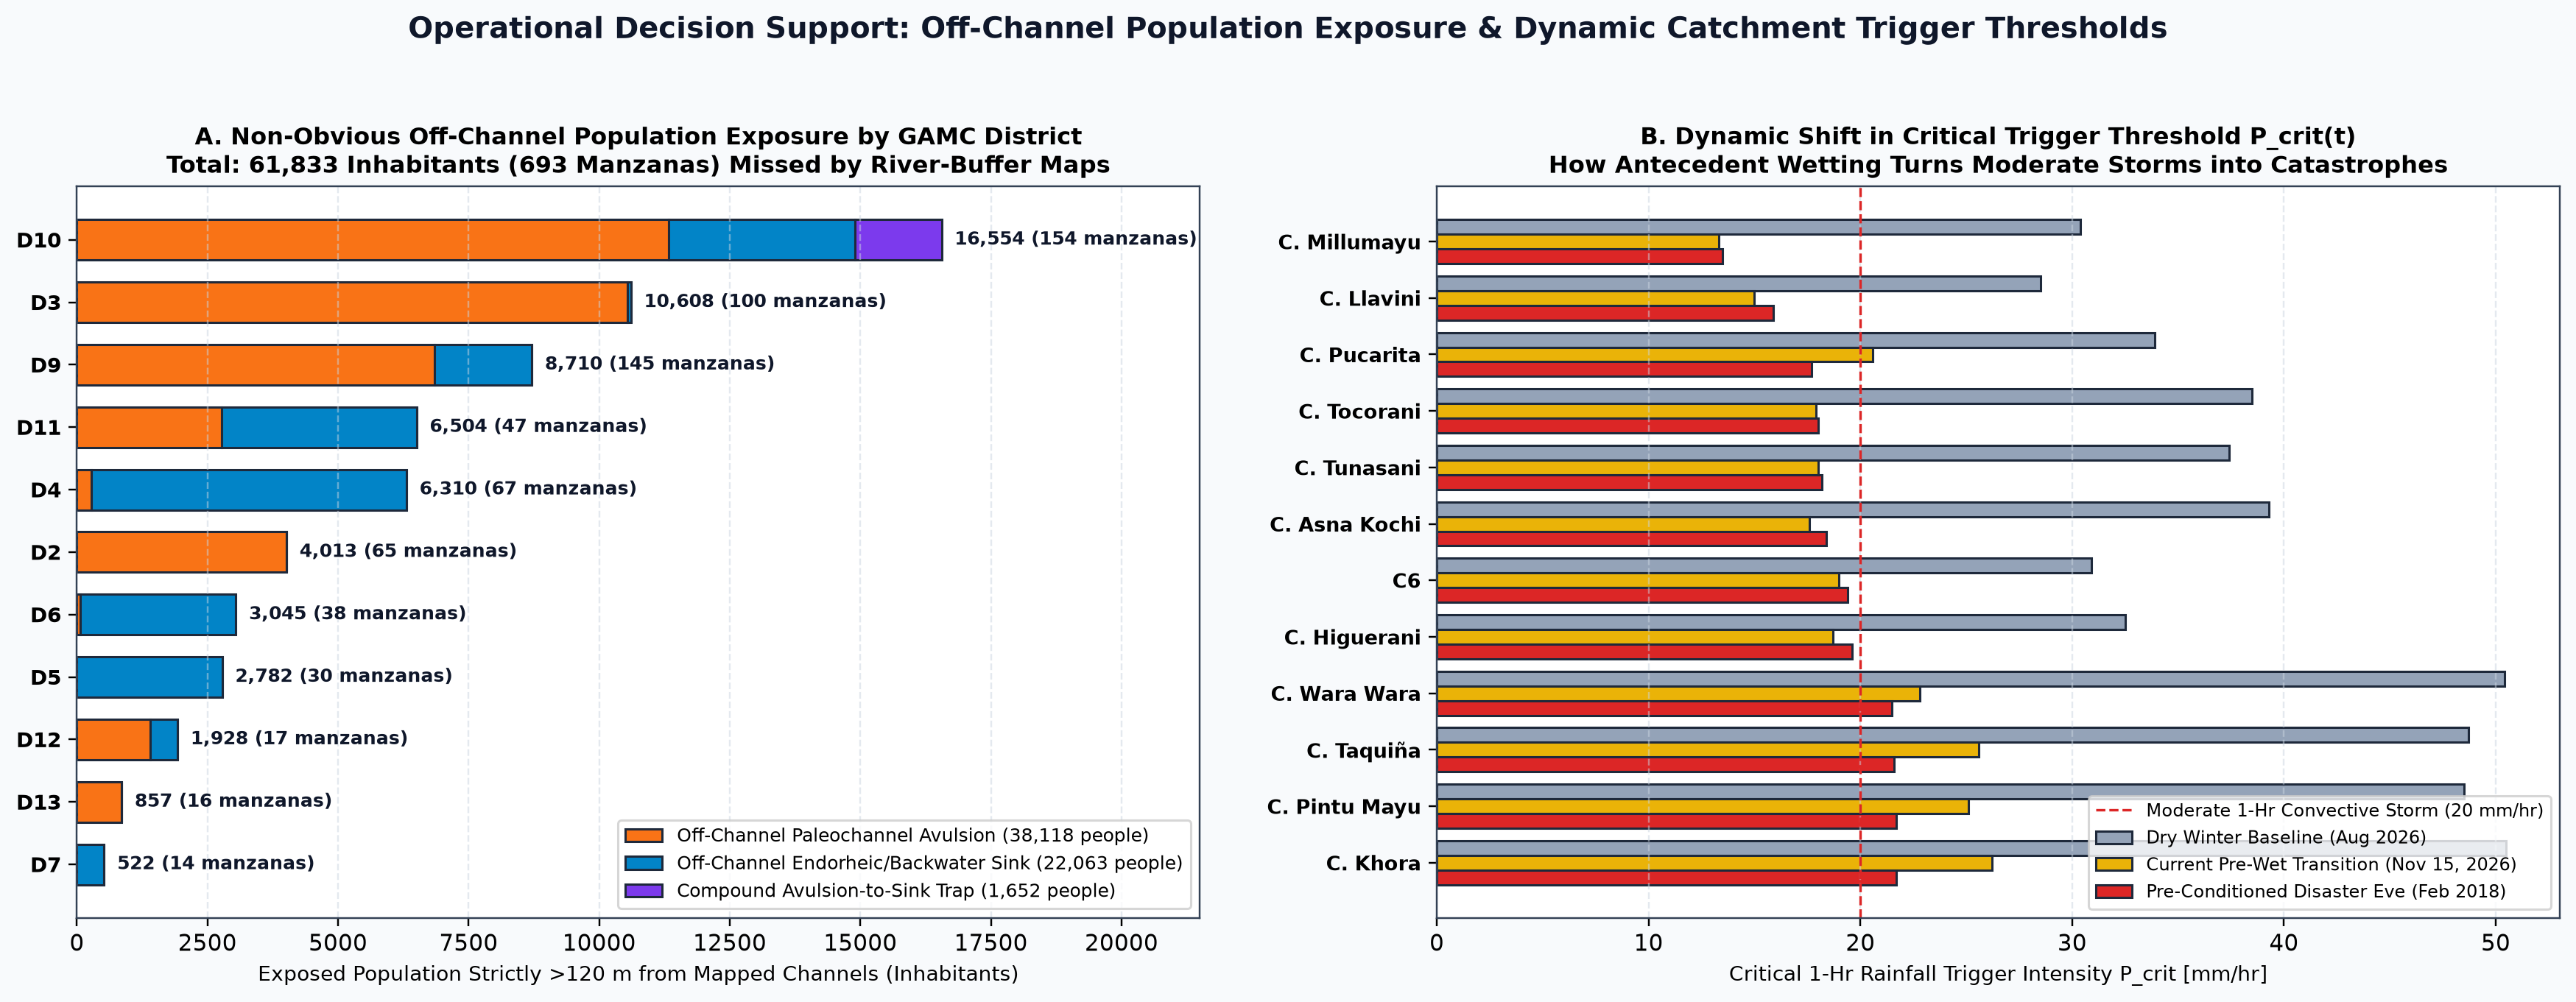 Operational Decision Support: Off-Channel Population Exposure & Dynamic Catchment Trigger Thresholds
A. Non-Obvious Off-Channel Population Exposure by GAMC District
Total: 61,833 Inhabitants (693 Manzanas) Missed by River-Buffer Maps
D10
16,554 (154 manzanas)
D3
10,608 (100 manzanas)
D9
8,710 (145 manzanas)
D11
6,504 (47 manzanas)
D4
6,310 (67 manzanas)
D2
4,013 (65 manzanas)
D6
3,045 (38 manzanas)
D5
2,782 (30 manzanas)
D12
1,928 (17 manzanas)
D13
857 (16 manzanas)
D7
522 (14 manzanas)
Off-Channel Paleochannel Avulsion (38,118 people)
Off-Channel Endorheic/Backwater Sink (22,063 people)
Compound Avulsion-to-Sink Trap (1,652 people)
0 2500 5000 7500 10000 12500 15000 17500 20000
Exposed Population Strictly >120 m from Mapped Channels (Inhabitants)
B. Dynamic Shift in Critical Trigger Threshold P_crit(t)
How Antecedent Wetting Turns Moderate Storms into Catastrophes
C. Millumayu
C. Llavini
C. Pucarita
C. Tocorani
C. Tunasani
C. Asna Kochi
C6
C. Higuerani
C. Wara Wara
C. Taquiña
C. Pintu Mayu
C. Khora
Moderate 1-Hr Convective Storm (20 mm/hr)
Dry Winter Baseline (Aug 2026)
Current Pre-Wet Transition (Nov 15, 2026)
Pre-Conditioned Disaster Eve (Feb 2018)
0 10 20 30 40 50
Critical 1-Hr Rainfall Trigger Intensity P_crit [mm/hr]